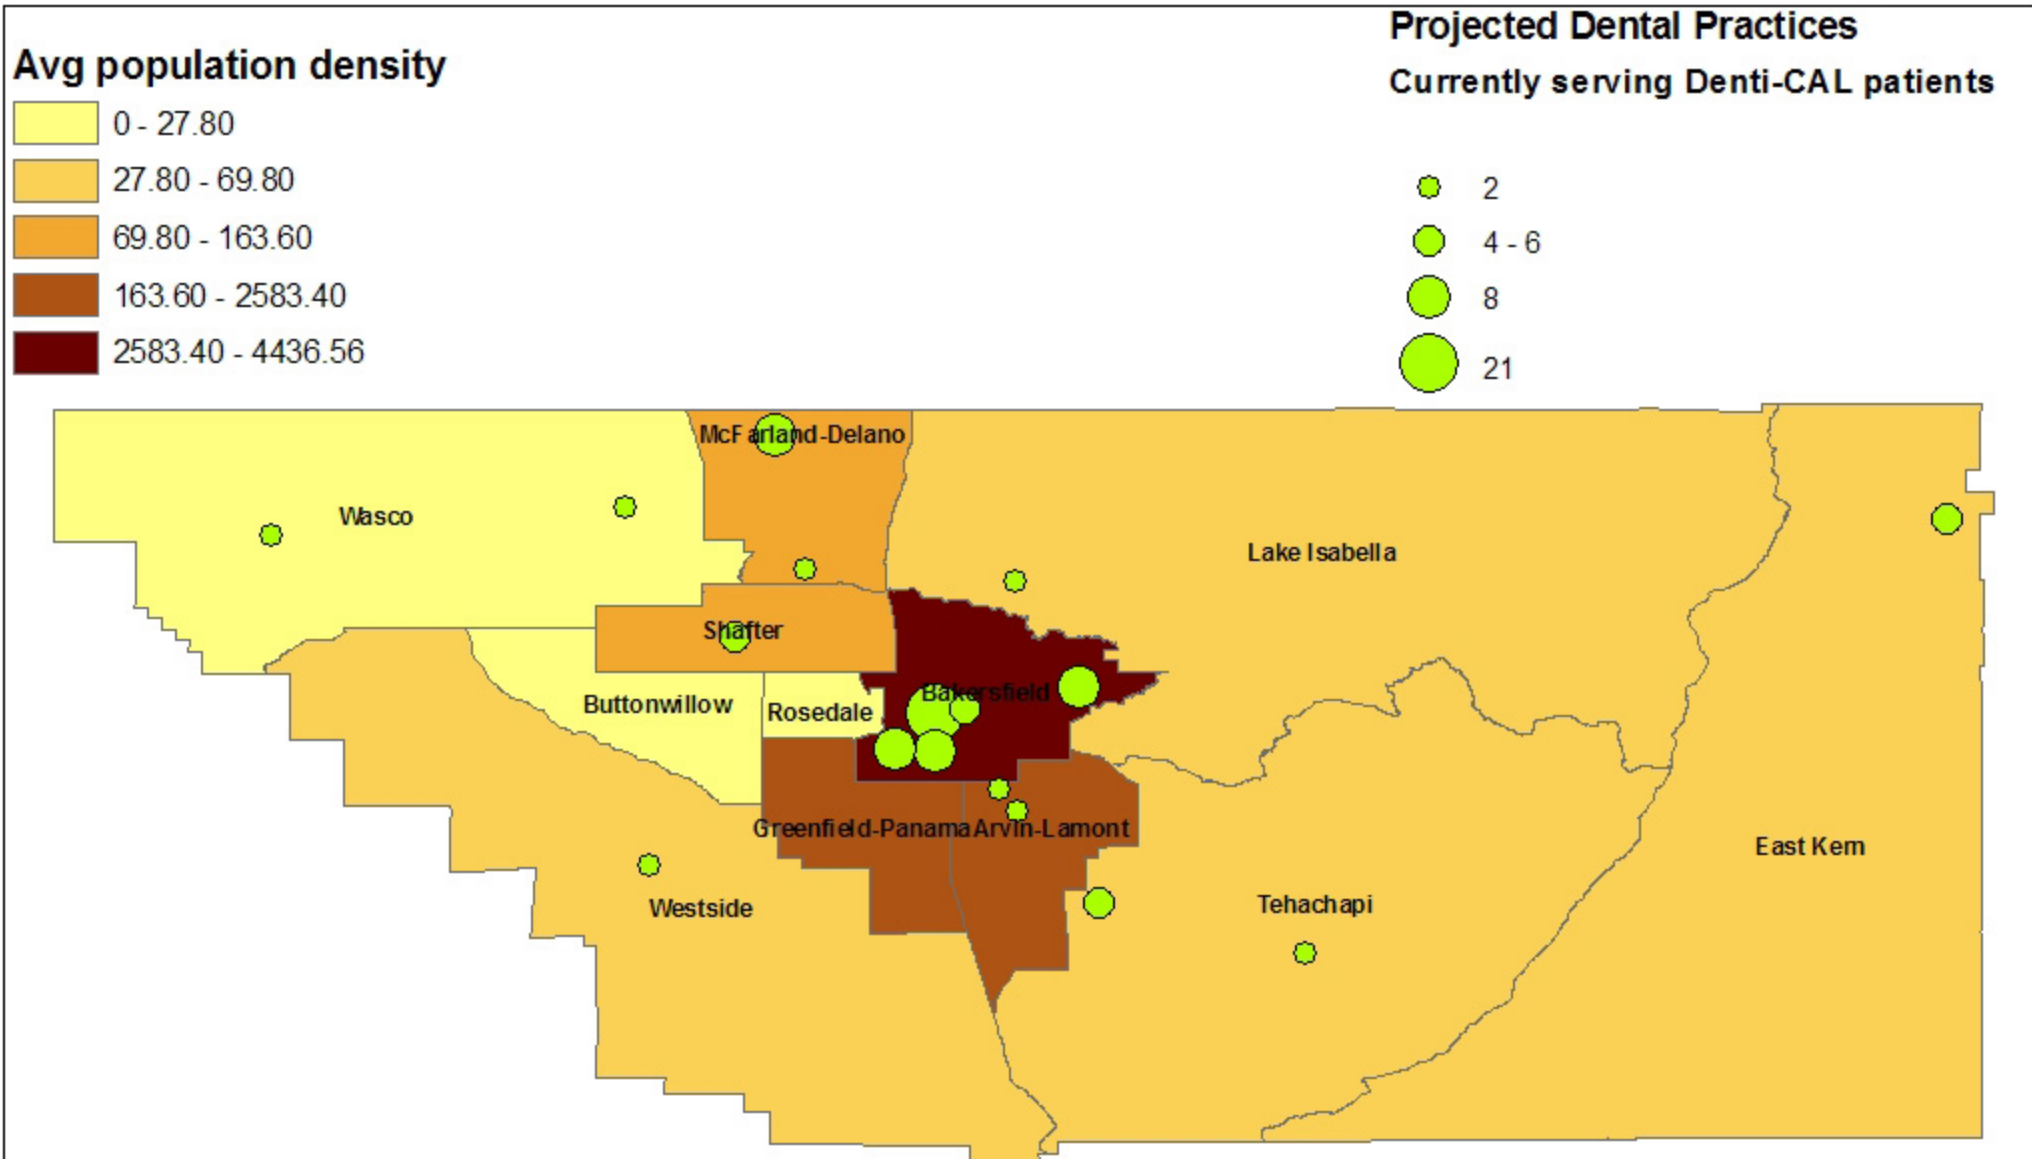 Projected Dental Practices
Avg population density
Currently serving Denti-CAL patients
0 - 27.80
27.80 - 69.80
2
69.80 - 163.60
4 - 6
163.60 - 2583.40
8
2583.40 - 4436.56
21
McFarland-Delano
Wasco
Lake Isabella
Shafter
Bakersfield
Buttonwillow
Rosedale
Greenfield-Panama
Arvin-Lamont
East Kern
Westside
Tehachapi